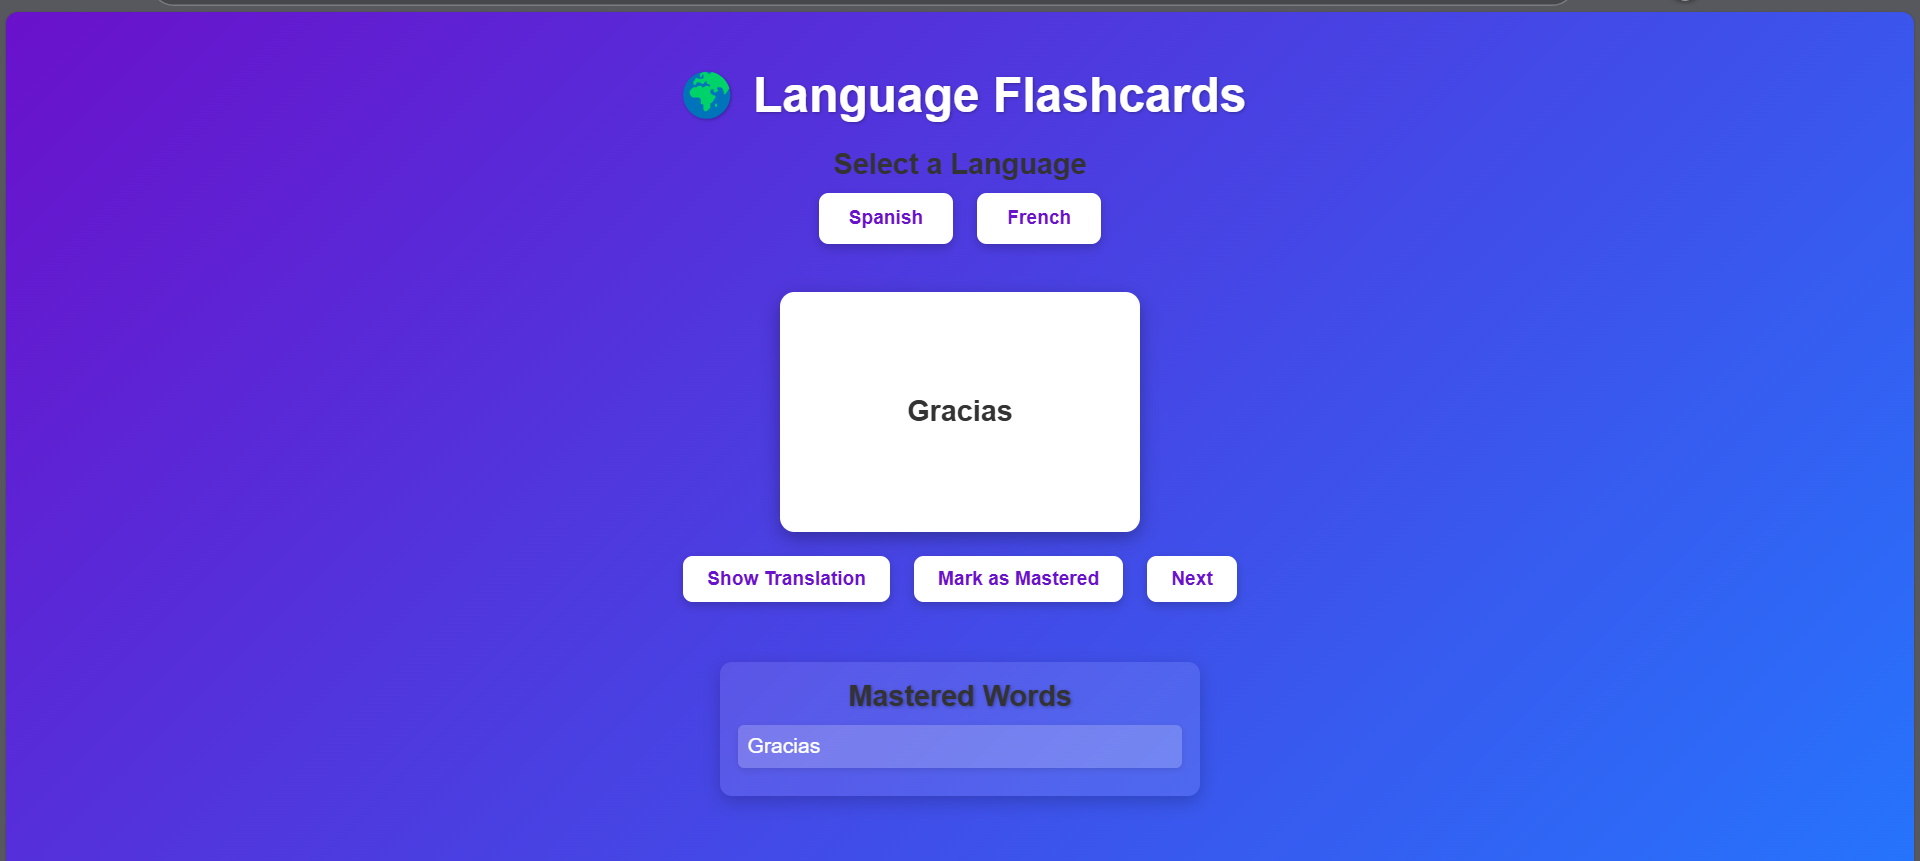 Language Flashcards
Select a Language
Spanish French
Gracias
Show Translation Mark as Mastered Next
Mastered Words
Gracias